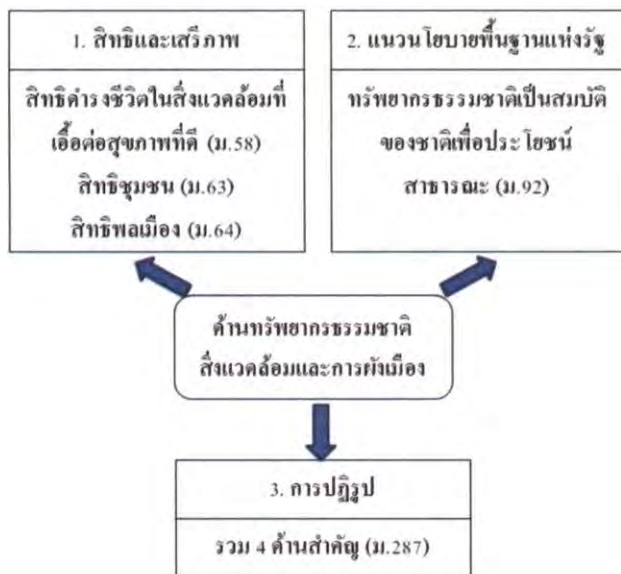 1. สิทธิและเสรีภาพ
สิทธิดำรงชีวิตในสิ่งแวดล้อมที่
เอื้อต่อสุขภาพที่ดี (ม.58)
สิทธิชุมชน (ม.63)
สิทธิพลเมือง (ม.64)
2. แนวนโยบายพื้นฐานแห่งรัฐ
ทรัพยากรธรรมชาติเป็นสมบัติ
ของชาติเพื่อประโยชน์
สาธารณะ (ม.92)
ด้านทรัพยากรธรรมชาติ
สิ่งแวดล้อมและการผังเมือง
3. การปฏิรูป
รวม 4 ด้านสำคัญ (ม.287)